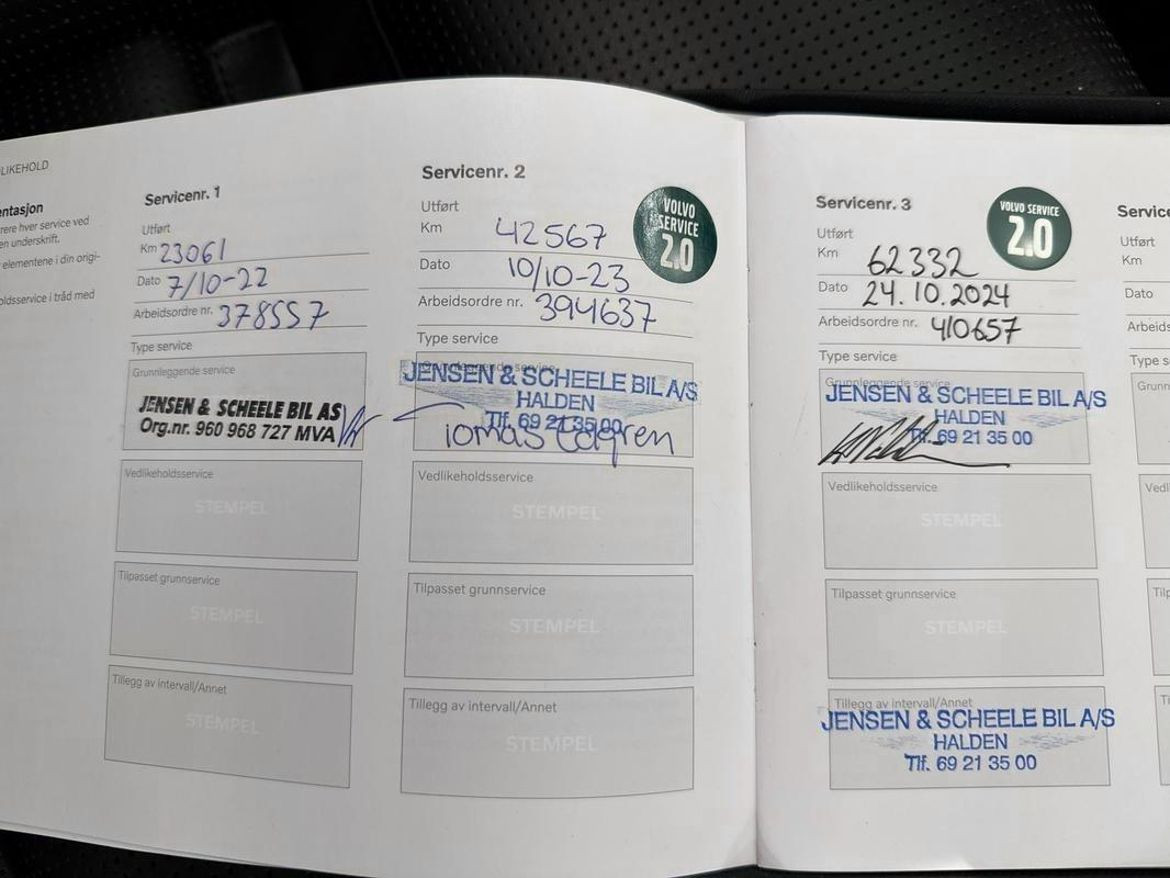 LIKEHOLD
entasjon
rere hver service ved
en underskrift.
elementene i din origi-
oldsservice i tråd med
Servicenr. 1
Utført
Km 23061
Dato 7/10-22
Arbeidsordre nr. 378557
Type service
Grunnleggende service
JENSEN & SCHEELE BIL AS
Org.nr. 960 968 727 MVA
Vedlikeholdsservice
STEMPEL
Tilpasset grunnservice
STEMPEL
Tillegg av intervall/Annet
STEMPEL
Servicenr. 2
VOLVO
SERVICE
2.0
Utført
Km 42567
Dato 10/10-23
Arbeidsordre nr. 394637
Type service
Grunnleggende service
JENSEN & SCHEELE BIL A/S
HALDEN
Tlf. 69 21 35 00
Vedlikeholdsservice
STEMPEL
Tilpasset grunnservice
STEMPEL
Tillegg av intervall/Annet
STEMPEL
Servicenr. 3
VOLVO SERVICE
2.0
Utført
Km 62332
Dato 24.10.2024
Arbeidsordre nr. 410657
Type service
Grunnleggende service
JENSEN & SCHEELE BIL A/S
HALDEN
Tlf. 69 21 35 00
Vedlikeholdsservice
STEMPEL
Tilpasset grunnservice
STEMPEL
Tillegg av intervall/Annet
JENSEN & SCHEELE BIL A/S
HALDEN
Tlf. 69 21 35 00
Service
Utført
Km
Dato
Arbeids
Type s
Grunn
Vedl
Tilp